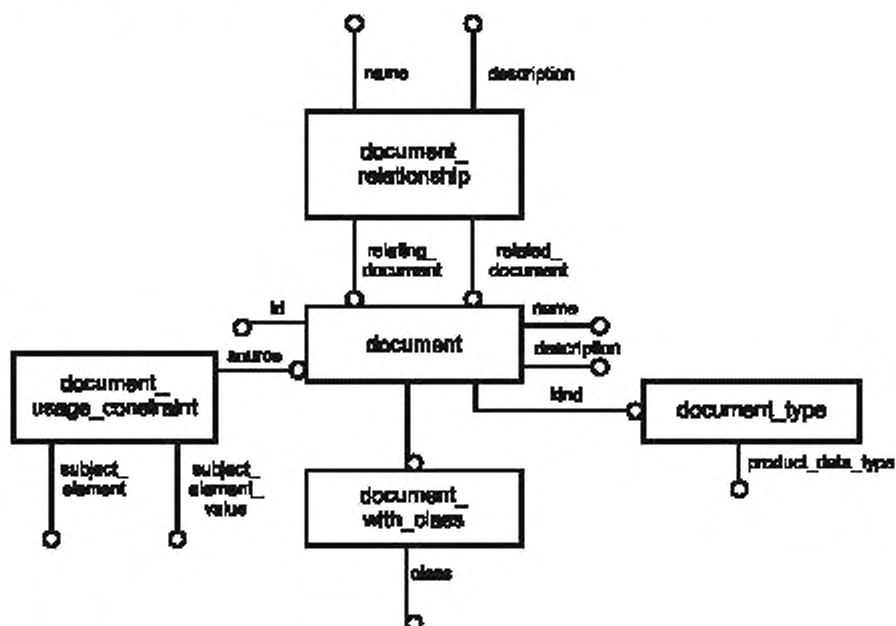 name
description
document_
relationship
relating_
document
related_
document
id
name
document
description
source
document_
usage_constraint
kind
document_type
subject_
element
subject_
element_
value
product_data_type
document_
with_class
class